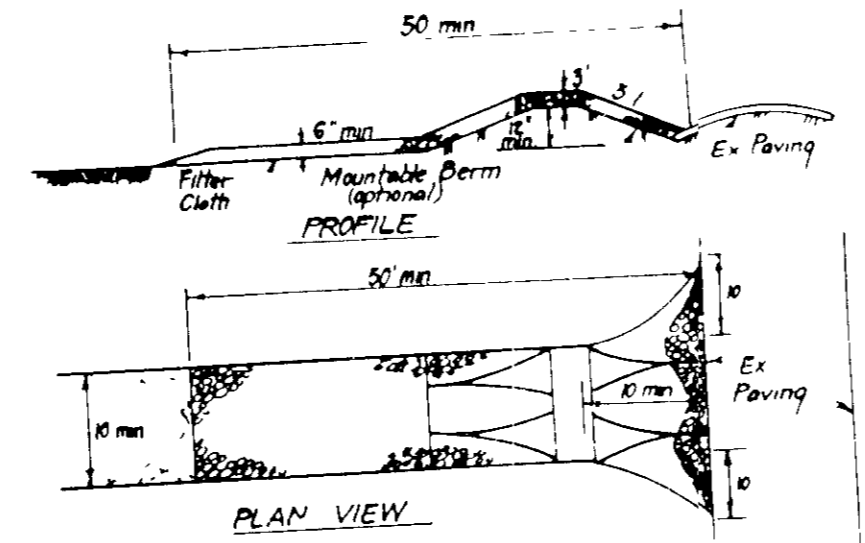 50 min
3'
3/
6" min
12"
min
Ex Paving
Filter
Cloth
Mountable Berm
(optional)
PROFILE
50' min
10
Ex
Paving
10 min
10 min
10
PLAN VIEW